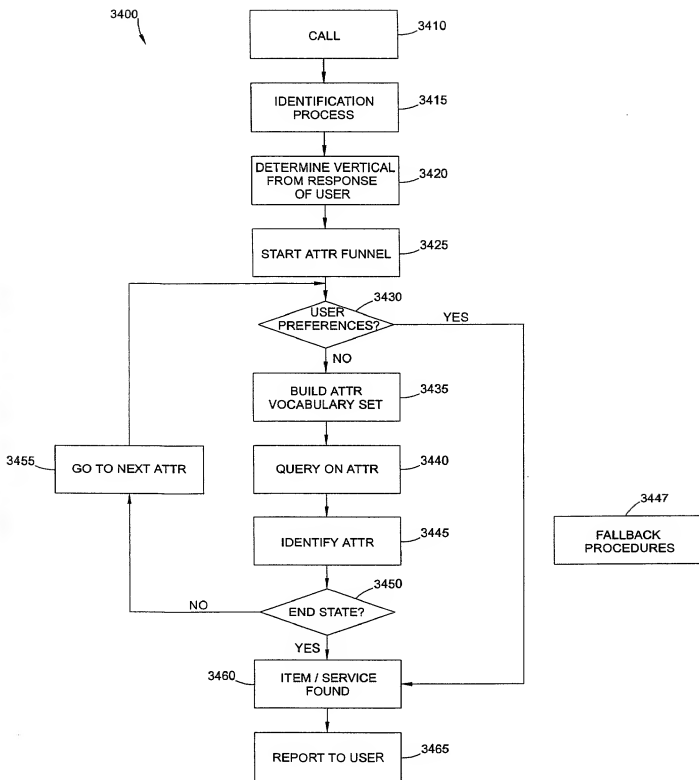 3400
CALL
3410
IDENTIFICATION
PROCESS
3415
DETERMINE VERTICAL
FROM RESPONSE
OF USER
3420
START ATTR FUNNEL
3425
USER
PREFERENCES?
3430
YES
NO
BUILD ATTR
VOCABULARY SET
3435
3455
GO TO NEXT ATTR
QUERY ON ATTR
3440
IDENTIFY ATTR
3445
3447
FALLBACK
PROCEDURES
END STATE?
3450
NO
YES
3460
ITEM / SERVICE
FOUND
REPORT TO USER
3465